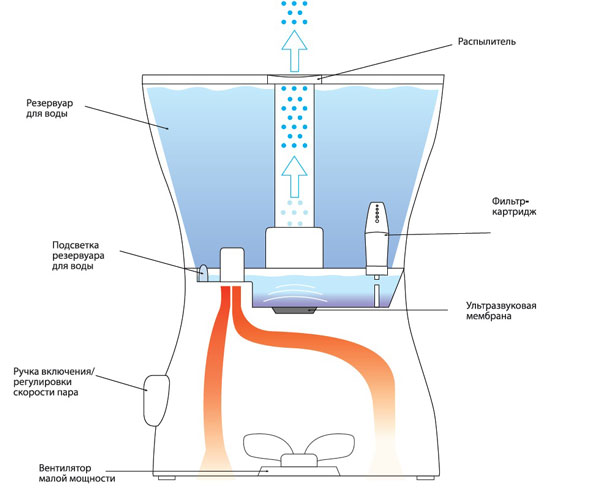 Распылитель
Резервуар
для воды
Фильтр-
картридж
Подсветка
резервуара
для воды
Ультразвуковая
мембрана
Ручка включения/
регулировки
скорости пара
Вентилятор
малой мощности